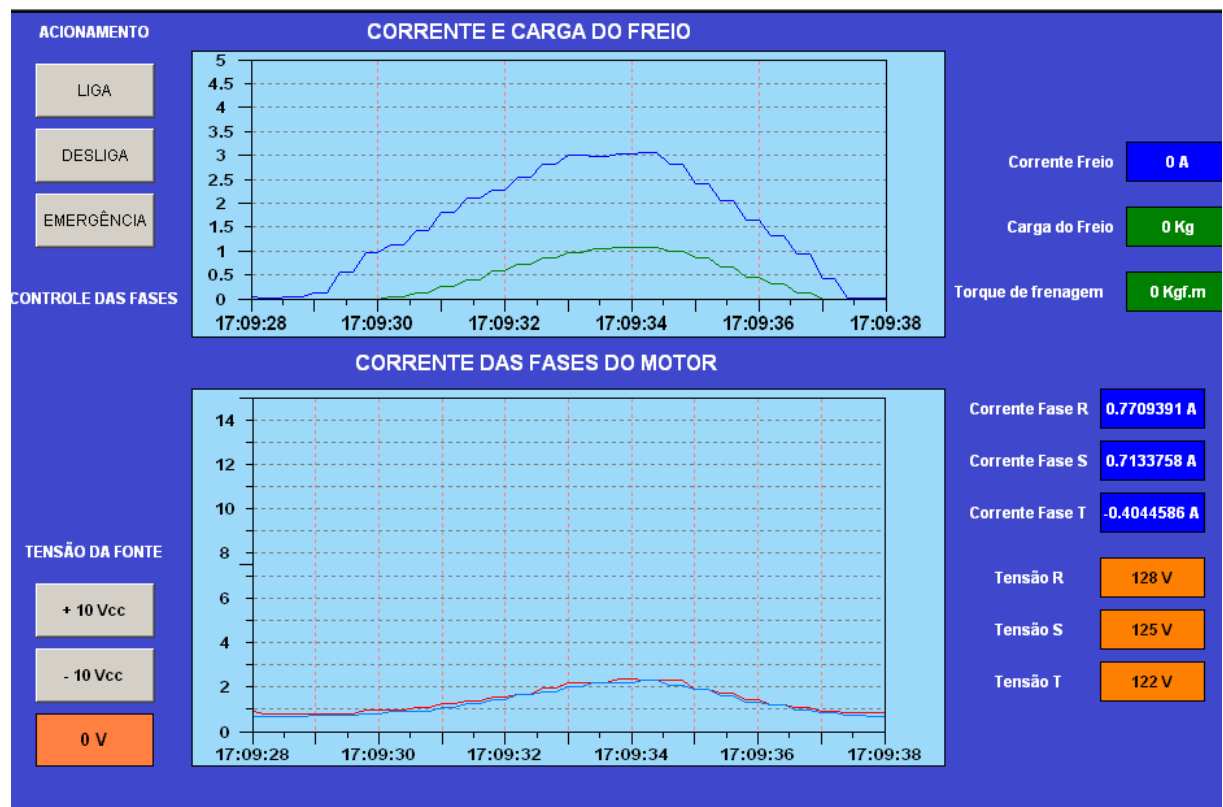 ACIONAMENTO
LIGA
DESLIGA
EMERGÊNCIA
CONTROLE DAS FASES
CORRENTE E CARGA DO FREIO
5
4.5
4
3.5
3
2.5
2
1.5
1
0.5
0
17:09:28 17:09:30 17:09:32 17:09:34 17:09:36 17:09:38
Corrente Freio 0 A
Carga do Freio 0 Kg
Torque de frenagem 0 Kgf.m
CORRENTE DAS FASES DO MOTOR
14
12
10
8
6
4
2
0
17:09:28 17:09:30 17:09:32 17:09:34 17:09:36 17:09:38
Corrente Fase R 0.7709391 A
Corrente Fase S 0.7133758 A
Corrente Fase T -0.4044586 A
Tensão R 128 V
Tensão S 125 V
Tensão T 122 V
TENSÃO DA FONTE
+ 10 Vcc
- 10 Vcc
0 V